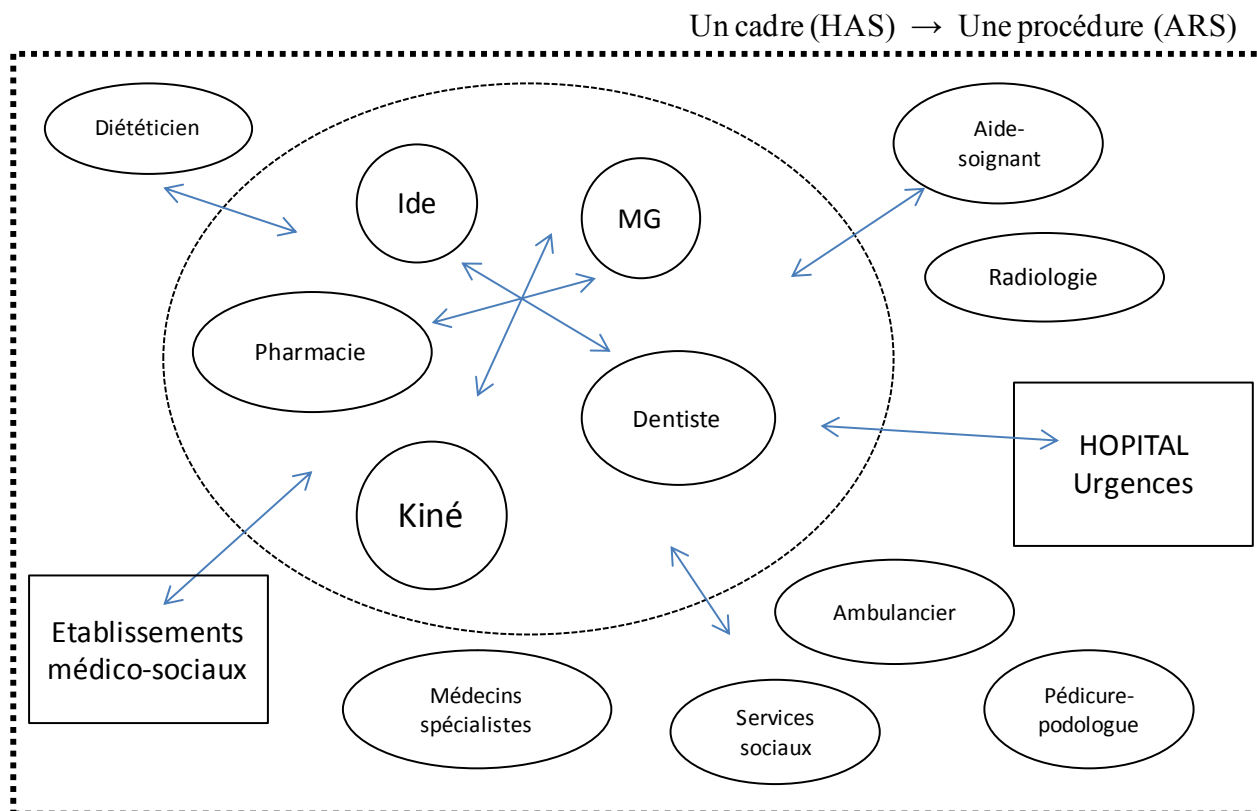 Un cadre (HAS) → Une procédure (ARS)
Diététicien
Aide-
soignant
Ide
MG
Radiologie
Pharmacie
Dentiste
HOPITAL
Urgences
Kiné
Ambulancier
Etablissements
médico-sociaux
Médecins
spécialistes
Services
sociaux
Pédicure-
podologue